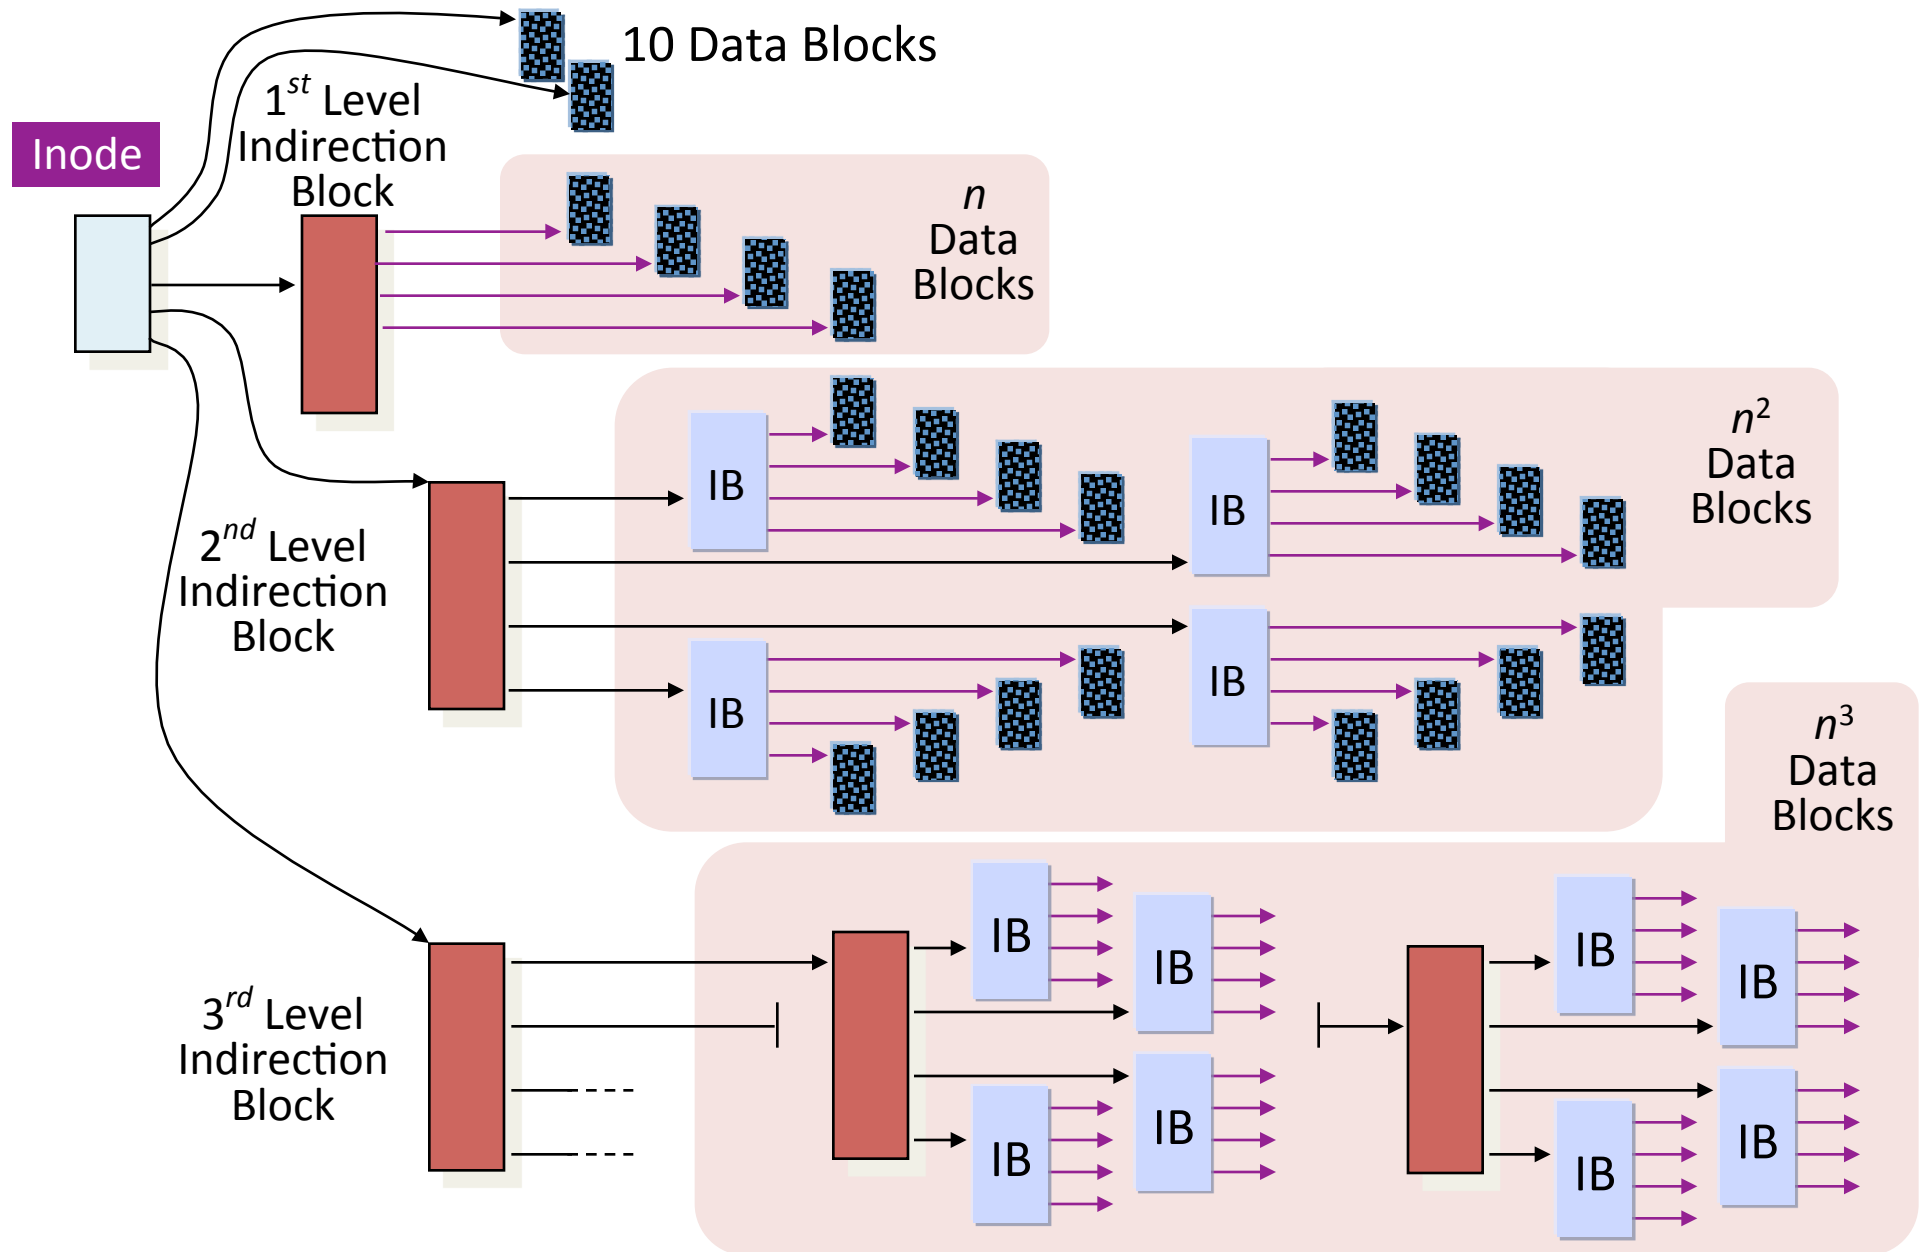 10 Data Blocks
Inode
1st Level
Indirection
Block
n
Data
Blocks
2nd Level
Indirection
Block
IB
IB
IB
IB
n²
Data
Blocks
3rd Level
Indirection
Block
IB
IB
IB
IB
IB
IB
IB
IB
n³
Data
Blocks